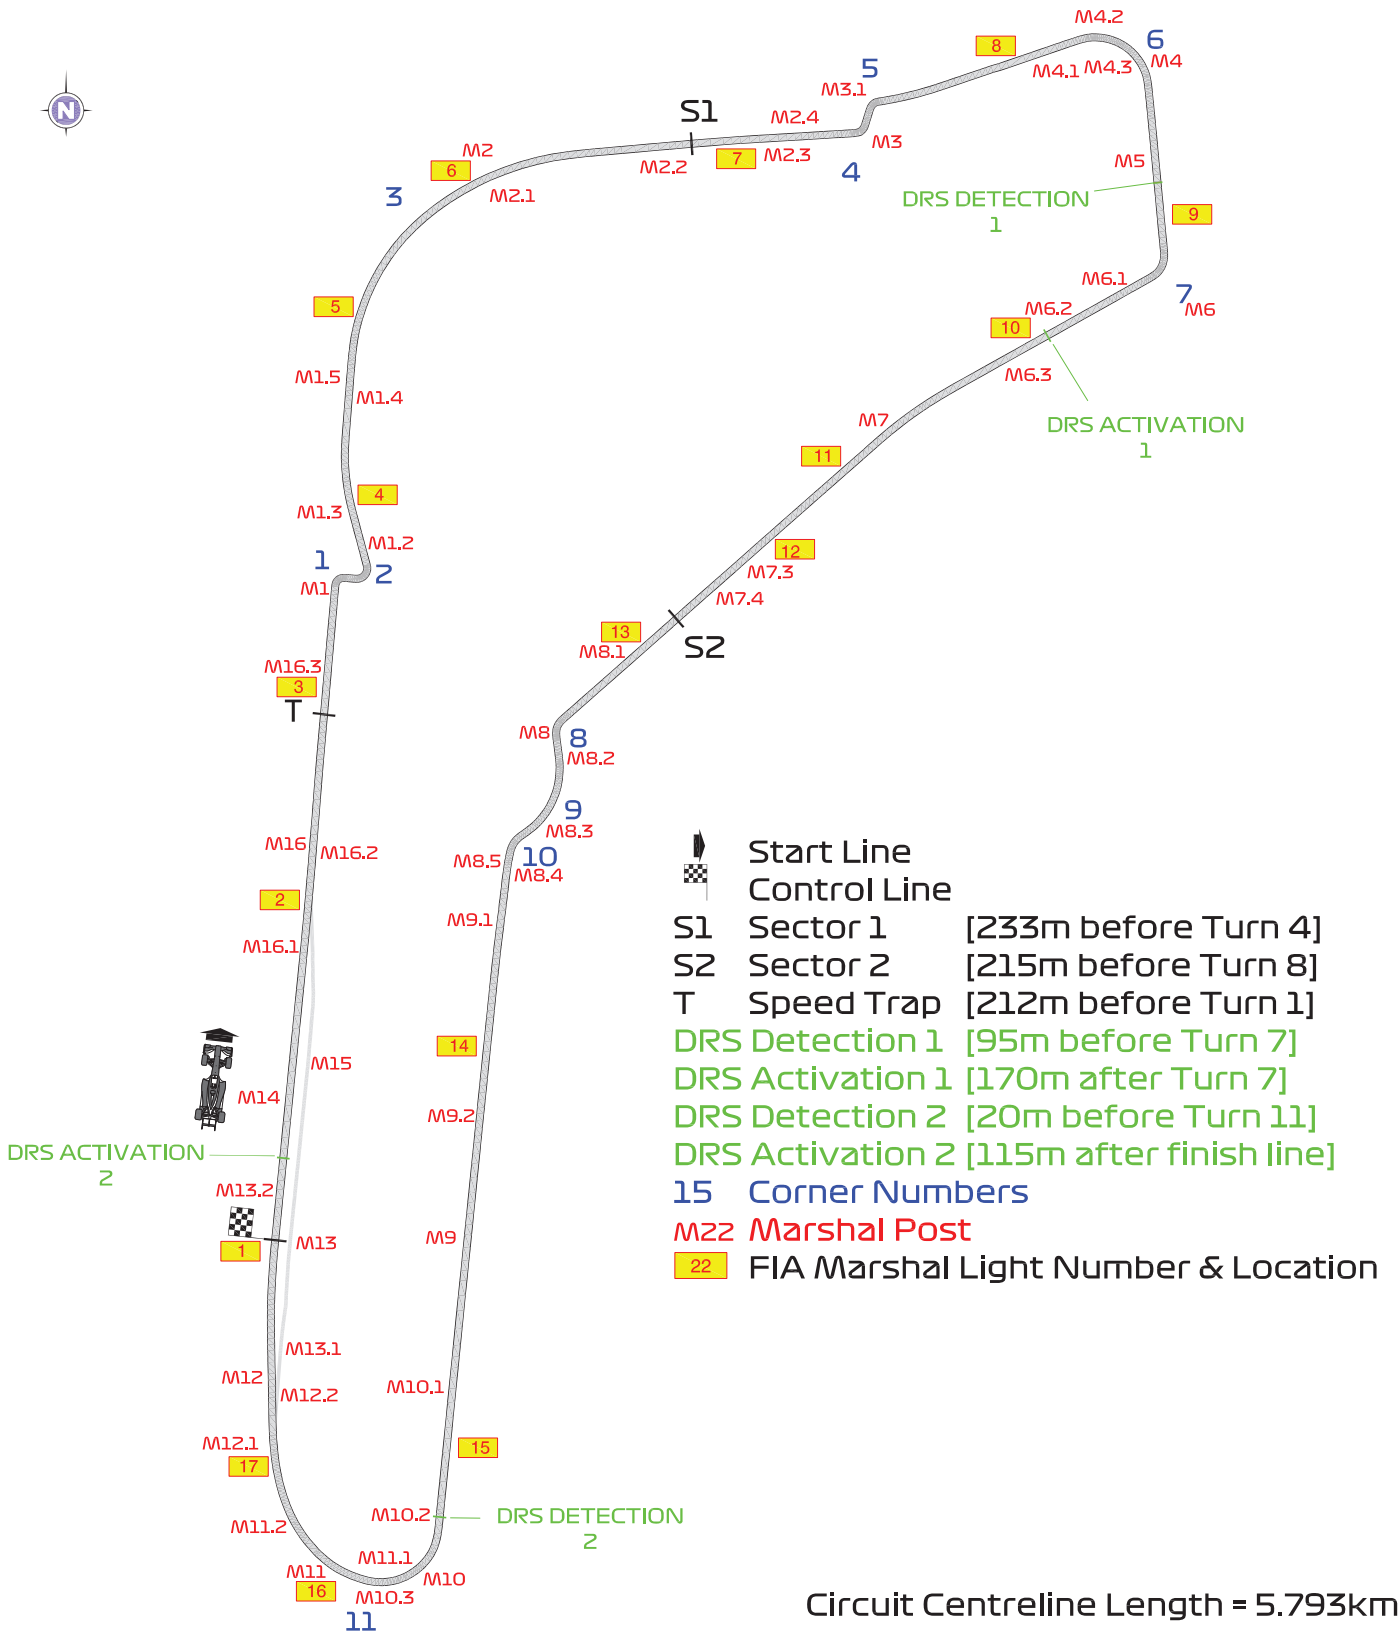 M4.2
6
8
M4
M4.1
M4.3
5
M3.1
N
S1
M2.4
M3
M2
7
M2.3
M2.2
4
M5
6
3
M2.1
DRS DETECTION
1
9
M6.1
7
M6
M6.2
5
10
M6.3
M1.5
M1.4
M7
DRS ACTIVATION
1
11
4
M1.3
M1.2
12
1
2
M7.3
M1
M7.4
13
S2
M8.1
M16.3
3
T
M8
8
M8.2
9
M8.3
M16
M16.2
M8.5
10
M8.4
2
M9.1
M16.1
Start Line
Control Line
S1 Sector 1 [233m before Turn 4]
S2 Sector 2 [215m before Turn 8]
T Speed Trap [212m before Turn 1]
DRS Detection 1 [95m before Turn 7]
DRS Activation 1 [170m after Turn 7]
DRS Detection 2 [20m before Turn 11]
DRS Activation 2 [115m after finish line]
15 Corner Numbers
M22 Marshal Post
22 FIA Marshal Light Number & Location
14
M15
M14
M9.2
DRS ACTIVATION
2
M13.2
M13
M9
1
M13.1
M12
M12.2
M10.1
M12.1
17
15
M10.2
DRS DETECTION
2
M11.2
M11.1
M11
M10
16
M10.3
11
Circuit Centreline Length = 5.793km